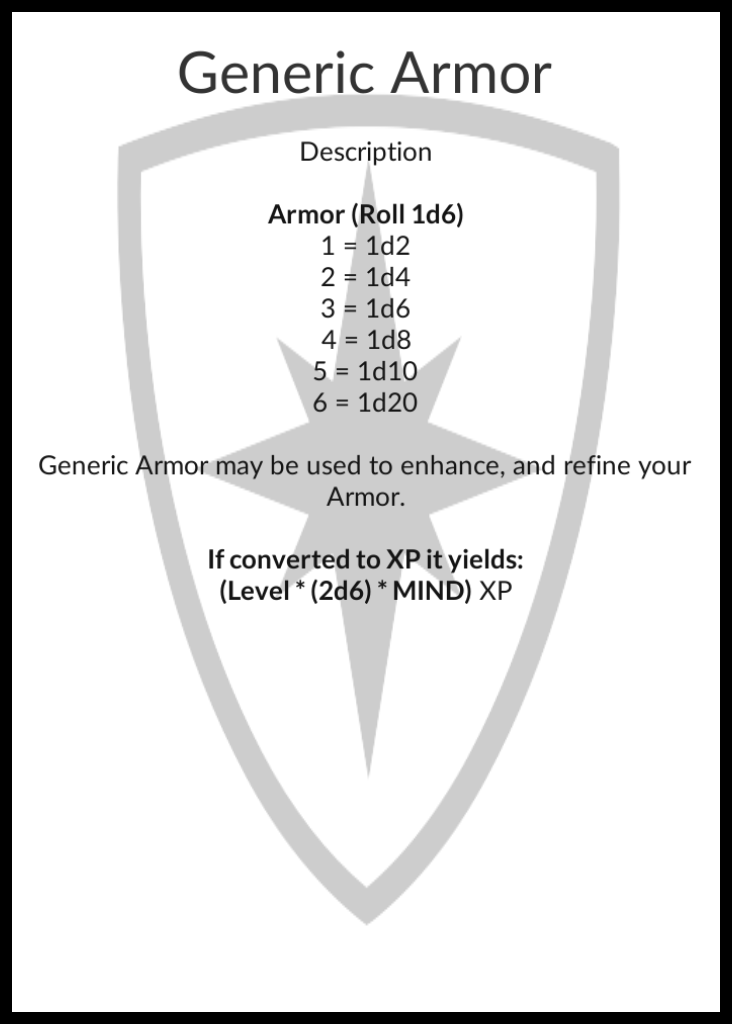 Generic Armor
Description
Armor (Roll 1d6)
1 = 1d2
2 = 1d4
3 = 1d6
4 = 1d8
5 = 1d10
6 = 1d20
Generic Armor may be used to enhance, and refine your
Armor.
If converted to XP it yields:
(Level * (2d6) * MIND) XP